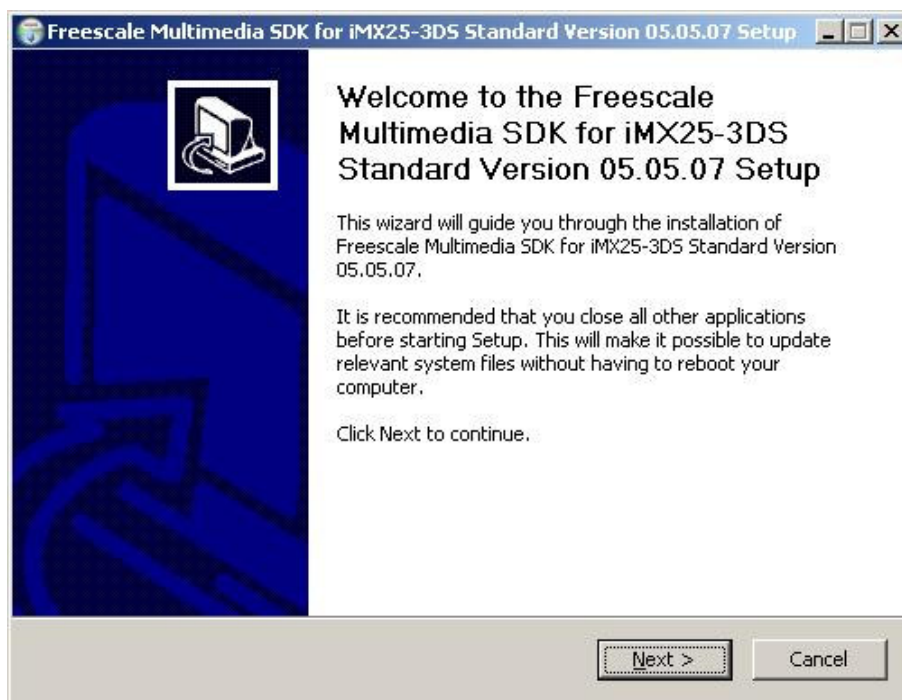 Freescale Multimedia SDK for iMX25-3DS Standard Version 05.05.07 Setup
Welcome to the Freescale
Multimedia SDK for iMX25-3DS
Standard Version 05.05.07 Setup
This wizard will guide you through the installation of
Freescale Multimedia SDK for iMX25-3DS Standard Version
05.05.07.
It is recommended that you close all other applications
before starting Setup. This will make it possible to update
relevant system files without having to reboot your
computer.
Click Next to continue.
Next >
Cancel